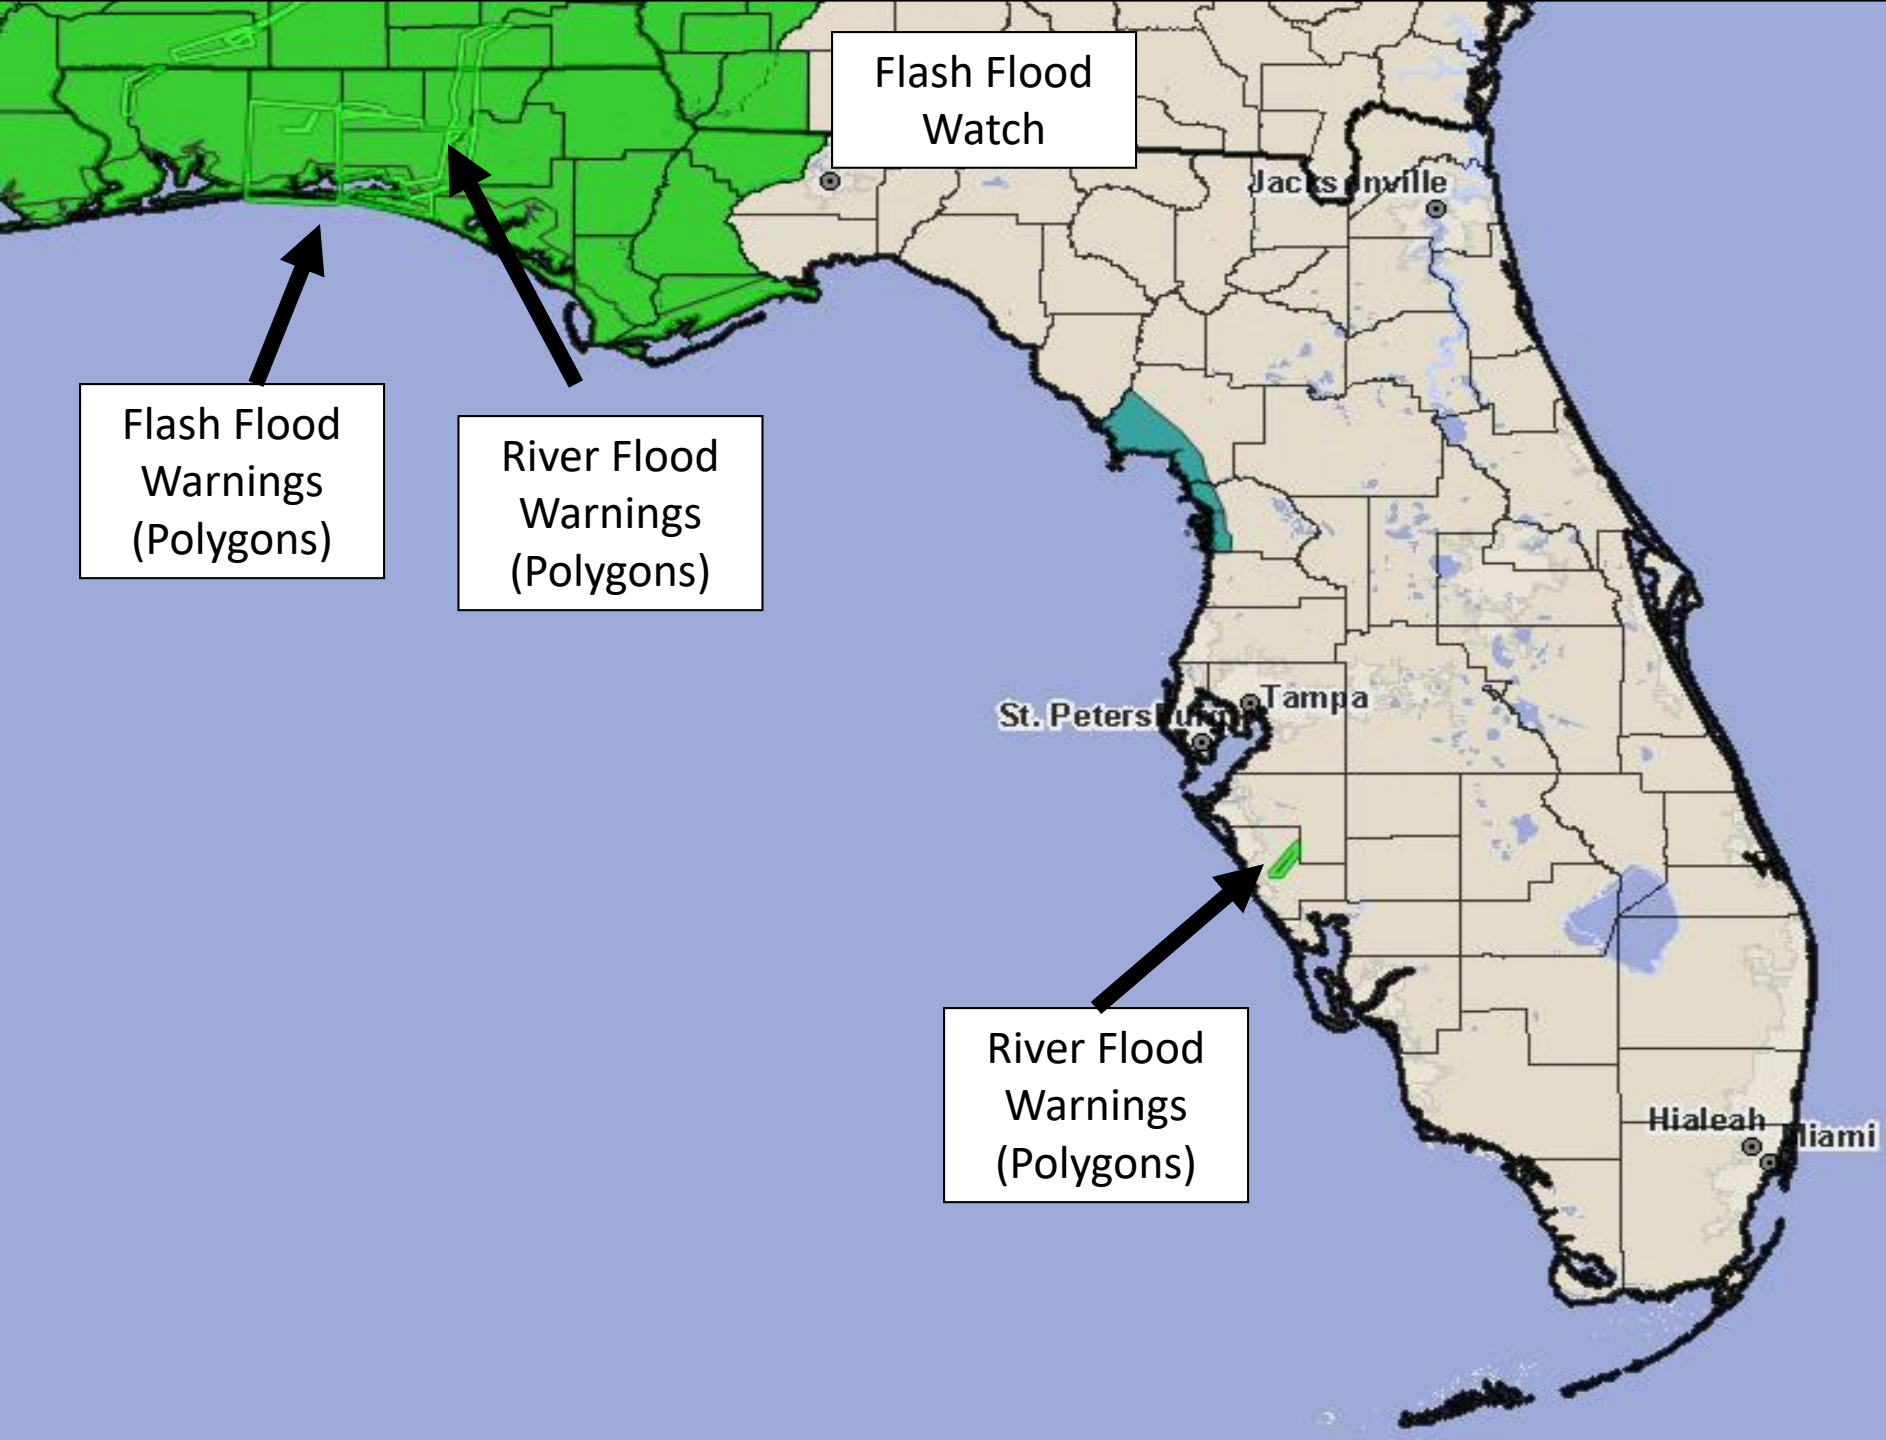 Flash Flood
Watch
Jacksonville
Flash Flood
Warnings
(Polygons)
River Flood
Warnings
(Polygons)
St. Petersburg
Tampa
River Flood
Warnings
(Polygons)
Hialeah
Miami